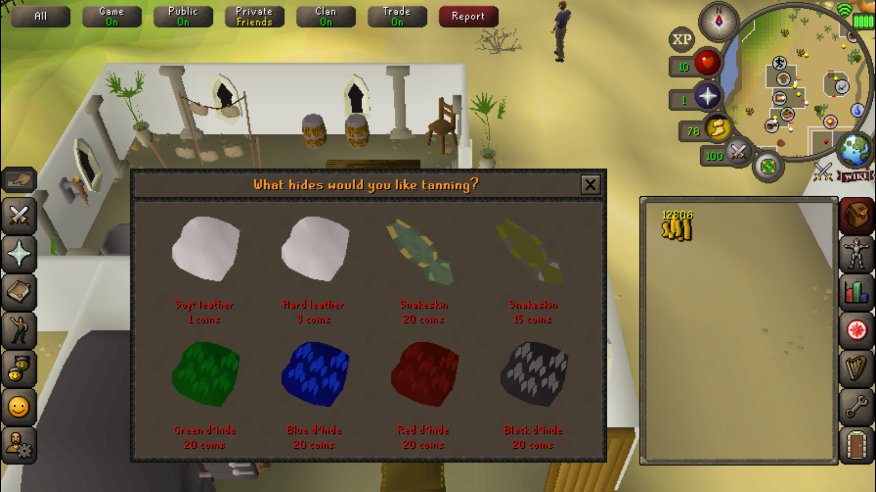 All
Game
On
Public
On
Private
Friends
Clan
On
Trade
On
Report
N
XP
10
1
78
100
WIKI
What hides would you like tanning?
12806
Soft leather
1 coins
Hard leather
3 coins
Snakeskin
20 coins
Snakeskin
15 coins
Green d'hide
20 coins
Blue d'hide
20 coins
Red d'hide
20 coins
Black d'hide
20 coins